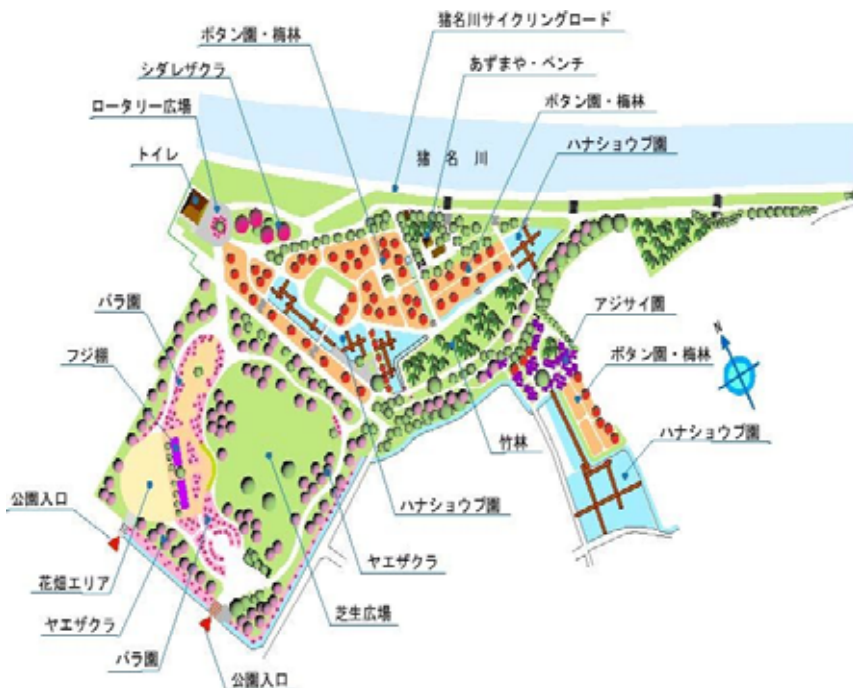 猪名川サイクリングロード
ボタン園・梅林
あずまや・ベンチ
シダレザクラ
ボタン園・梅林
ロータリー広場
ハナショウブ園
トイレ
猪名川
バラ園
アジサイ園
フジ棚
ボタン園・梅林
N
竹林
ハナショウブ園
公園入口
ハナショウブ園
ヤエザクラ
花畑エリア
芝生広場
ヤエザクラ
バラ園
公園入口